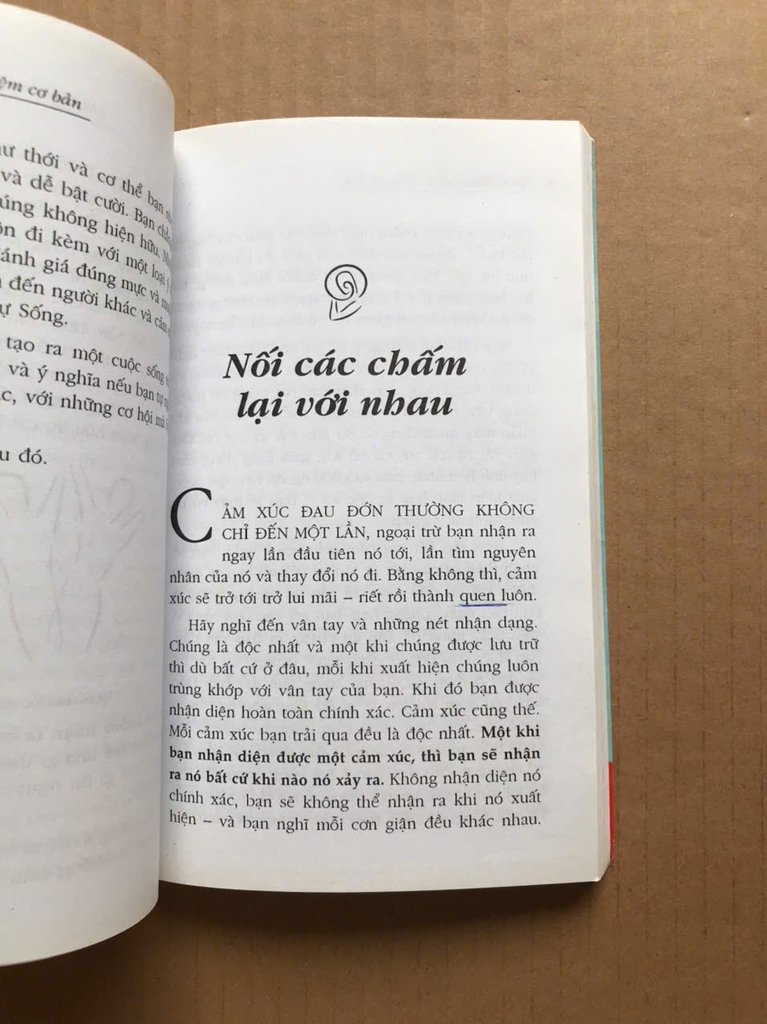 ệm cơ bản
ư thới và cơ thể bạn
và dễ bật cười. Bạn
úng không hiện hữu.
ôn đi kèm với một loại
ánh giá đúng mực và
đến người khác và cảm
ự Sống.
tạo ra một cuộc sống
và ý nghĩa nếu bạn tự
ác, với những cơ hội mà
u đó.
Nối các chấm
lại với nhau
CẢM XÚC ĐAU ĐỚN THƯỜNG KHÔNG
CHỈ ĐẾN MỘT LẦN, ngoại trừ bạn nhận ra
ngay lần đầu tiên nó tới, lần tìm nguyên
nhân của nó và thay đổi nó đi. Bằng không thì, cảm
xúc sẽ trở tới trở lui mãi – riết rồi thành quen luôn.
Hãy nghĩ đến vân tay và những nét nhận dạng.
Chúng là độc nhất và một khi chúng được lưu trữ
thì dù bất cứ ở đâu, mỗi khi xuất hiện chúng luôn
trùng khớp với vân tay của bạn. Khi đó bạn được
nhận diện hoàn toàn chính xác. Cảm xúc cũng thế.
Mỗi cảm xúc bạn trải qua đều là độc nhất. Một khi
bạn nhận diện được một cảm xúc, thì bạn sẽ nhận
ra nó bất cứ khi nào nó xảy ra. Không nhận diện nó
chính xác, bạn sẽ không thể nhận ra khi nó xuất
hiện – và bạn nghĩ mỗi cơn giận đều khác nhau.